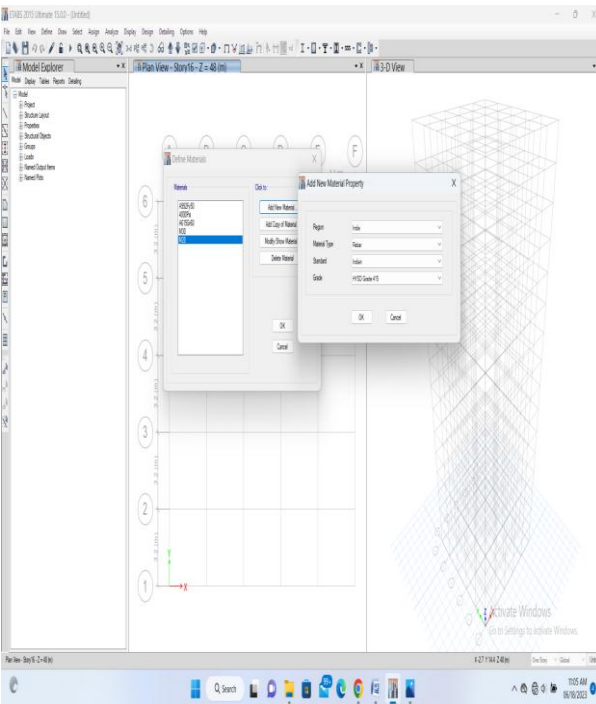 ETABS 2015 Ultimate 15.0.0 - (Untitled)
File Edit View Define Draw Select Assign Analyze Display Design Detailing Options Help
Model Explorer
Plan View - Story16 - Z = 48 (m)
3-D View
Model Display Tables Reports Detailing
Model
Project
Structure Layout
Properties
Structural Objects
Groups
Loads
Named Output Items
Named Plots
F
Define Materials
X
Add New Material Property
X
Materials
Click to:
A992Fy50
4000Psi
A615Gr60
M30
Add New Material...
Add Copy of Material
Modify/Show Material
Delete Material
OK
Cancel
Region
India
Material Type
Rebar
Standard
Indian
Grade
HYSD Grade 415
OK
Cancel
6
5
4
3
2
1
Y
X
Z
Activate Windows
Go to Settings to activate Windows.
Plan View - Story16 - Z = 48 (m)
One Story
Global
Search
99+
11:05 AM
06/18/2023